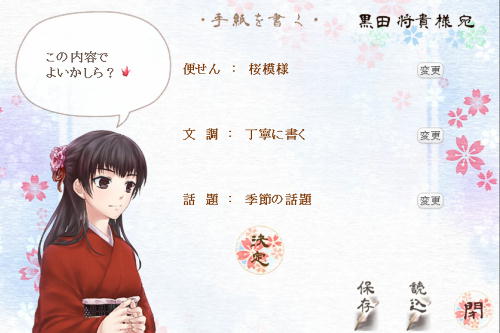 ・手紙を書く・
黒田 将貴 様 宛
この内容で
よいかしら？
便せん ： 桜模様
変更
文 調 ： 丁寧に書く
変更
話 題 ： 季節の話題
変更
決定
保存
読込
閉